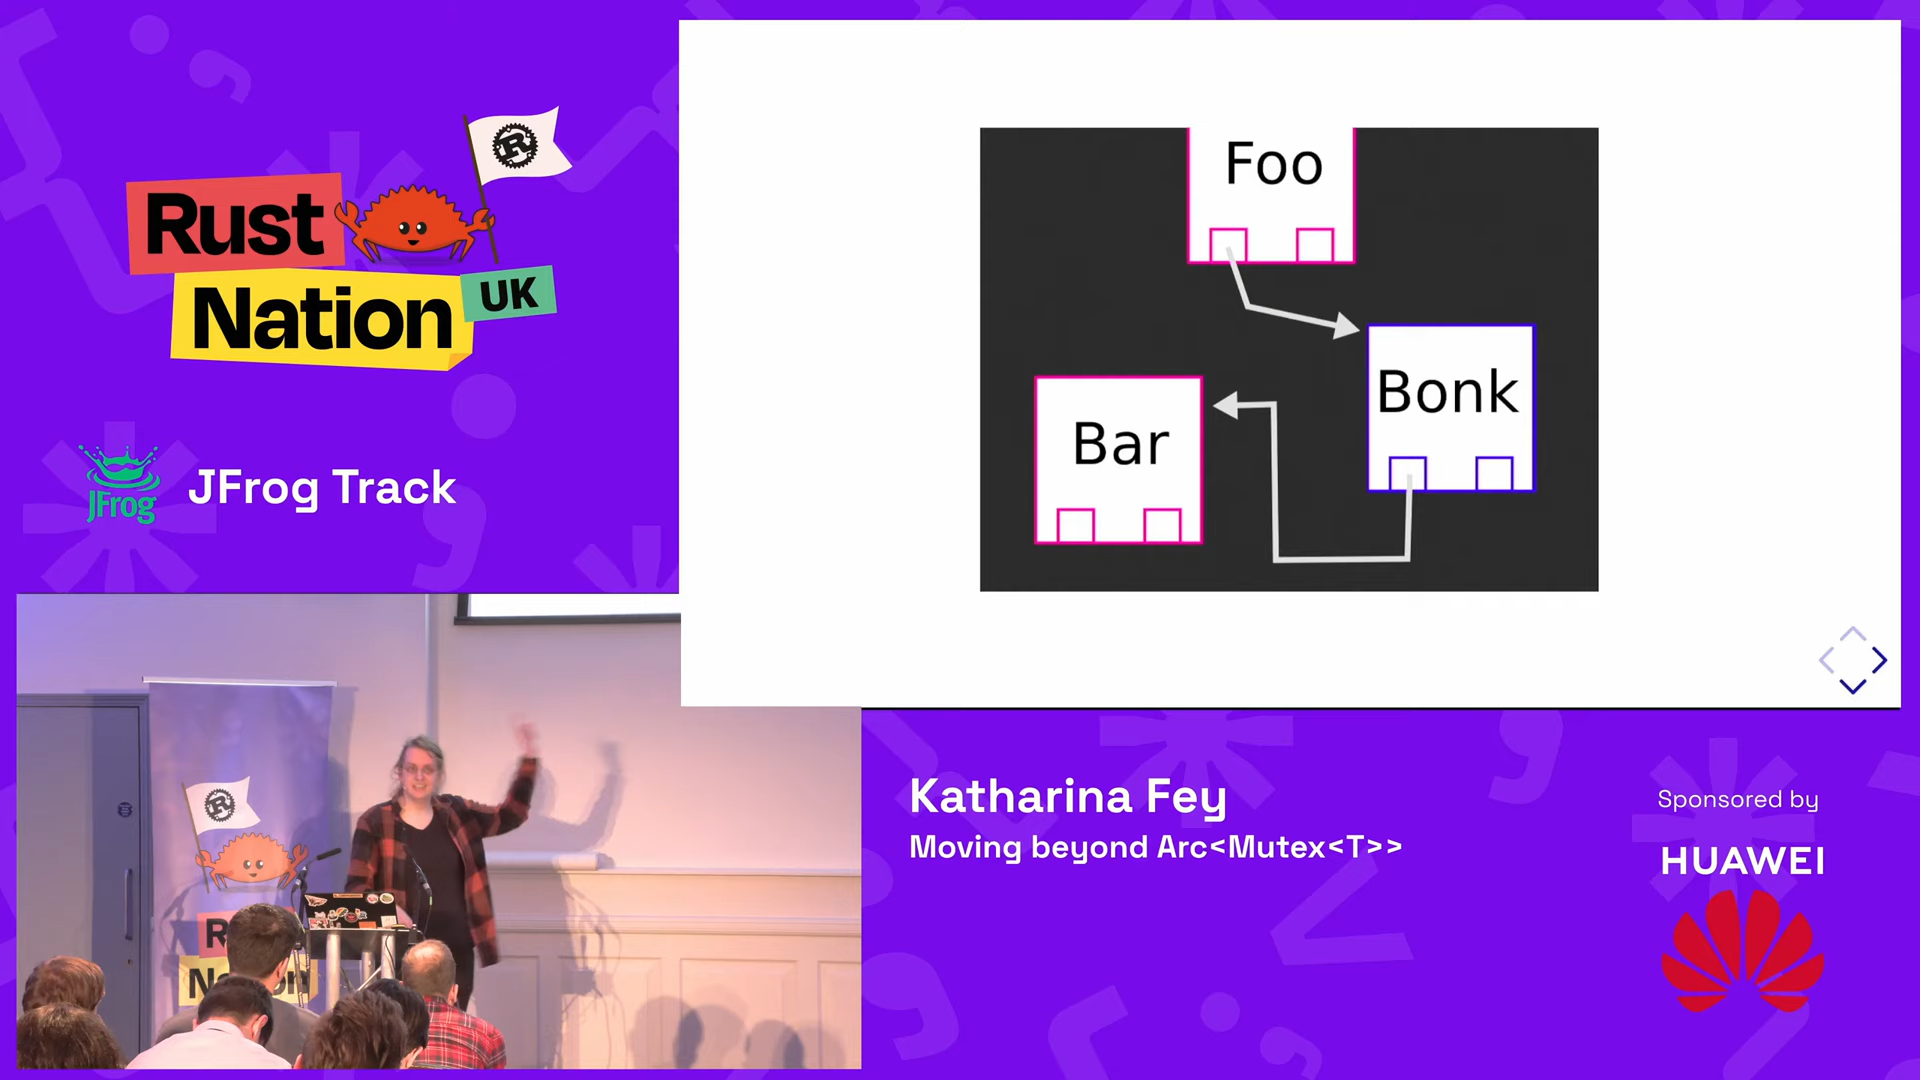 Rust
Nation
UK
R
JFrog
JFrog Track
Foo
Bonk
Bar
R
R
Katharina Fey
Moving beyond Arc<Mutex<T>>
Sponsored by
HUAWEI